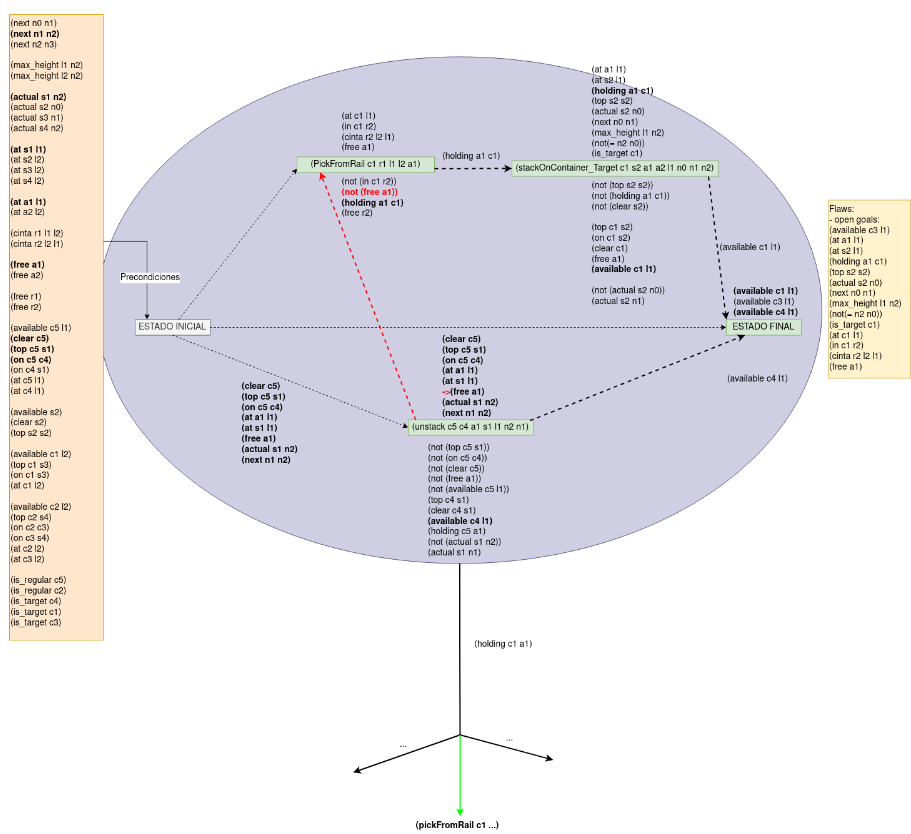 (next n0 n1)
(next n1 n2)
(next n2 n3)
(max_height l1 n2)
(max_height l2 n2)
(actual s1 n2)
(actual s2 n0)
(actual s3 n1)
(actual s4 n2)
(at s1 l1)
(at s2 l2)
(at s3 l2)
(at s4 l2)
(at a1 l1)
(at a2 l2)
(cinta r1 l1 l2)
(cinta r2 l2 l1)
(free a1)
(free a2)
(free r1)
(free r2)
(available c5 l1)
(clear c5)
(top c5 s1)
(on c5 c4)
(on c4 s1)
(at c5 l1)
(at c4 l1)
(available s2)
(clear s2)
(top s2 s2)
(available c1 l2)
(top c1 s3)
(on c1 s3)
(at c1 l2)
(available c2 l2)
(top c2 s4)
(on c2 c3)
(on c3 s4)
(at c2 l2)
(at c3 l2)
(is_regular c5)
(is_regular c2)
(is_target c4)
(is_target c1)
(is_target c3)
Precondiciones
ESTADO INICIAL
(at c1 l1)
(in c1 r2)
(cinta r2 l2 l1)
(free a1)
(PickFromRail c1 r1 l1 l2 a1)
(not (in c1 r2))
(not (free a1))
(holding a1 c1)
(free r2)
(holding a1 c1)
(at a1 l1)
(at s2 l1)
(holding a1 c1)
(top s2 s2)
(actual s2 n0)
(next n0 n1)
(max_height l1 n2)
(not(= n2 n0))
(is_target c1)
(stackOnContainer_Target c1 s2 a1 a2 l1 n0 n1 n2)
(not (top s2 s2))
(not (holding a1 c1))
(not (clear s2))
(top c1 s2)
(on c1 s2)
(clear c1)
(free a1)
(available c1 l1)
(not (actual s2 n0))
(actual s2 n1)
(available c1 l1)
(available c1 l1)
(available c3 l1)
(available c4 l1)
ESTADO FINAL
(available c4 l1)
(clear c5)
(top c5 s1)
(on c5 c4)
(at a1 l1)
(at s1 l1)
(free a1)
(actual s1 n2)
(next n1 n2)
(clear c5)
(top c5 s1)
(on c5 c4)
(at a1 l1)
(at s1 l1)
->(free a1)
(actual s1 n2)
(next n1 n2)
(unstack c5 c4 a1 s1 l1 n2 n1)
(not (top c5 s1))
(not (on c5 c4))
(not (clear c5))
(not (free a1))
(not (available c5 l1))
(top c4 s1)
(clear c4 s1)
(available c4 l1)
(holding c5 a1)
(not (actual s1 n2))
(actual s1 n1)
Flaws:
- open goals:
(available c3 l1)
(at a1 l1)
(at s2 l1)
(holding a1 c1)
(top s2 s2)
(actual s2 n0)
(next n0 n1)
(max_height l1 n2)
(not(= n2 n0))
(is_target c1)
(at c1 l1)
(in c1 r2)
(cinta r2 l2 l1)
(free a1)
(holding c1 a1)
...
...
(pickFromRail c1 ...)